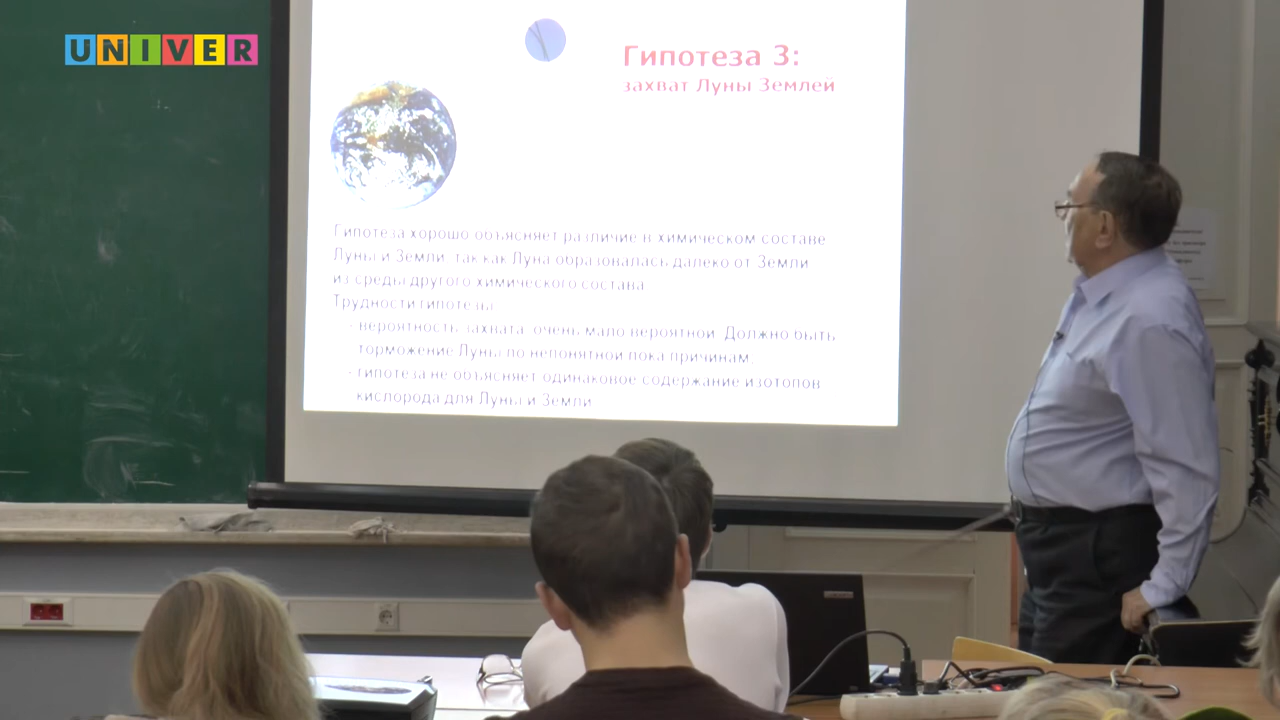 UNIVER
Гипотеза 3:
захват Луны Землей
Гипотеза хорошо объясняет различие в химическом составе
Луны и Земли, так как Луна образовалась далеко от Земли
из среды другого химического состава
Трудности гипотезы
- вероятность захвата очень мало вероятной. Должно быть
торможение Луны по непонятной пока причинам,
- гипотеза не объясняет одинаковое содержание изотопов
кислорода для Луны и Земли